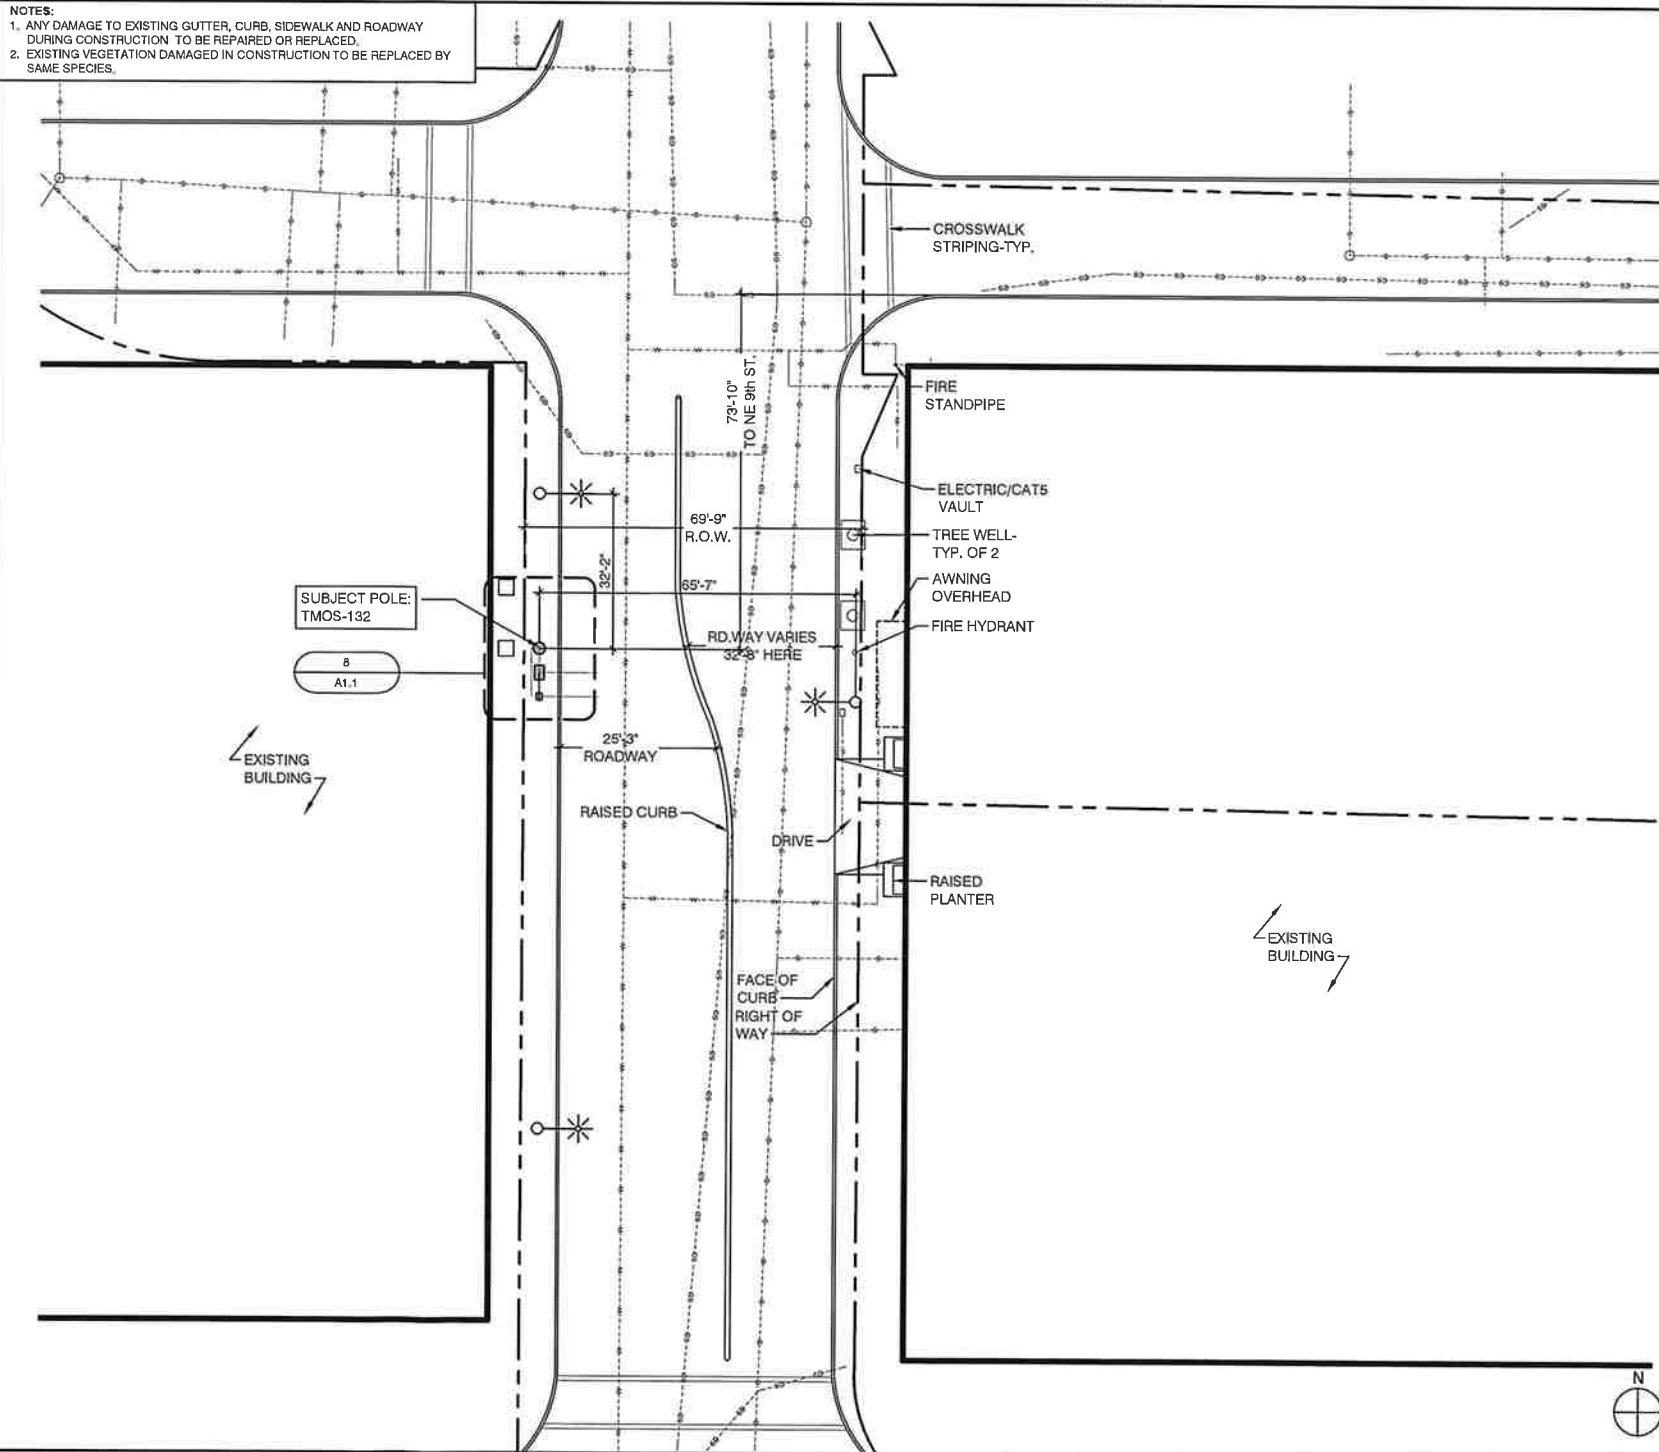 NOTES:
1. ANY DAMAGE TO EXISTING GUTTER, CURB, SIDEWALK AND ROADWAY
DURING CONSTRUCTION TO BE REPAIRED OR REPLACED.
2. EXISTING VEGETATION DAMAGED IN CONSTRUCTION TO BE REPLACED BY
SAME SPECIES.
CROSSWALK
STRIPING-TYP.
73'-10"
TO NE 9th ST.
FIRE
STANDPIPE
ELECTRIC/CAT5
VAULT
69'-9"
R.O.W.
TREE WELL-
TYP. OF 2
32'-2"
65'-7"
AWNING
OVERHEAD
SUBJECT POLE:
TMOS-132
FIRE HYDRANT
RD.WAY VARIES
32'-8" HERE
8
A1.1
25'-3"
ROADWAY
EXISTING
BUILDING
RAISED CURB
DRIVE
RAISED
PLANTER
EXISTING
BUILDING
FACE OF
CURB
RIGHT OF
WAY
N